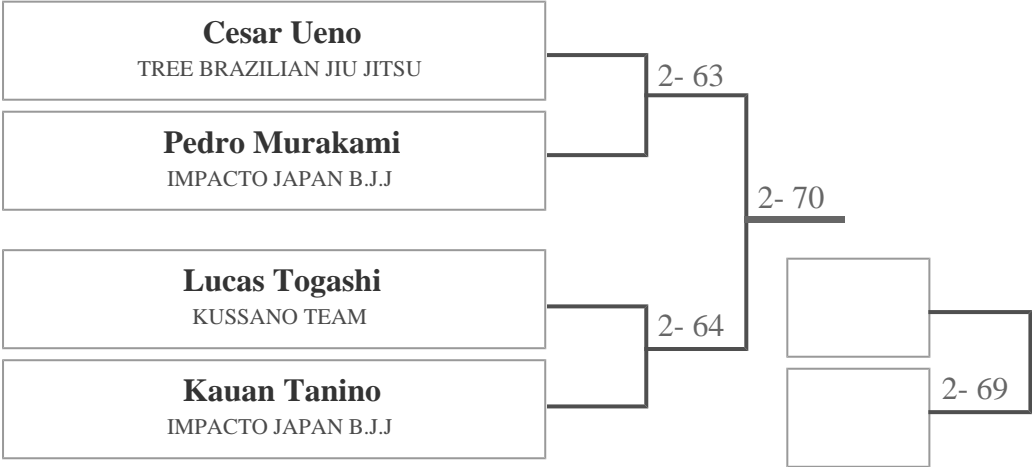 Cesar Ueno
TREE BRAZILIAN JIU JITSU
2- 63
Pedro Murakami
IMPACTO JAPAN B.J.J
2- 70
Lucas Togashi
KUSSANO TEAM
2- 64
Kauan Tanino
IMPACTO JAPAN B.J.J
2- 69